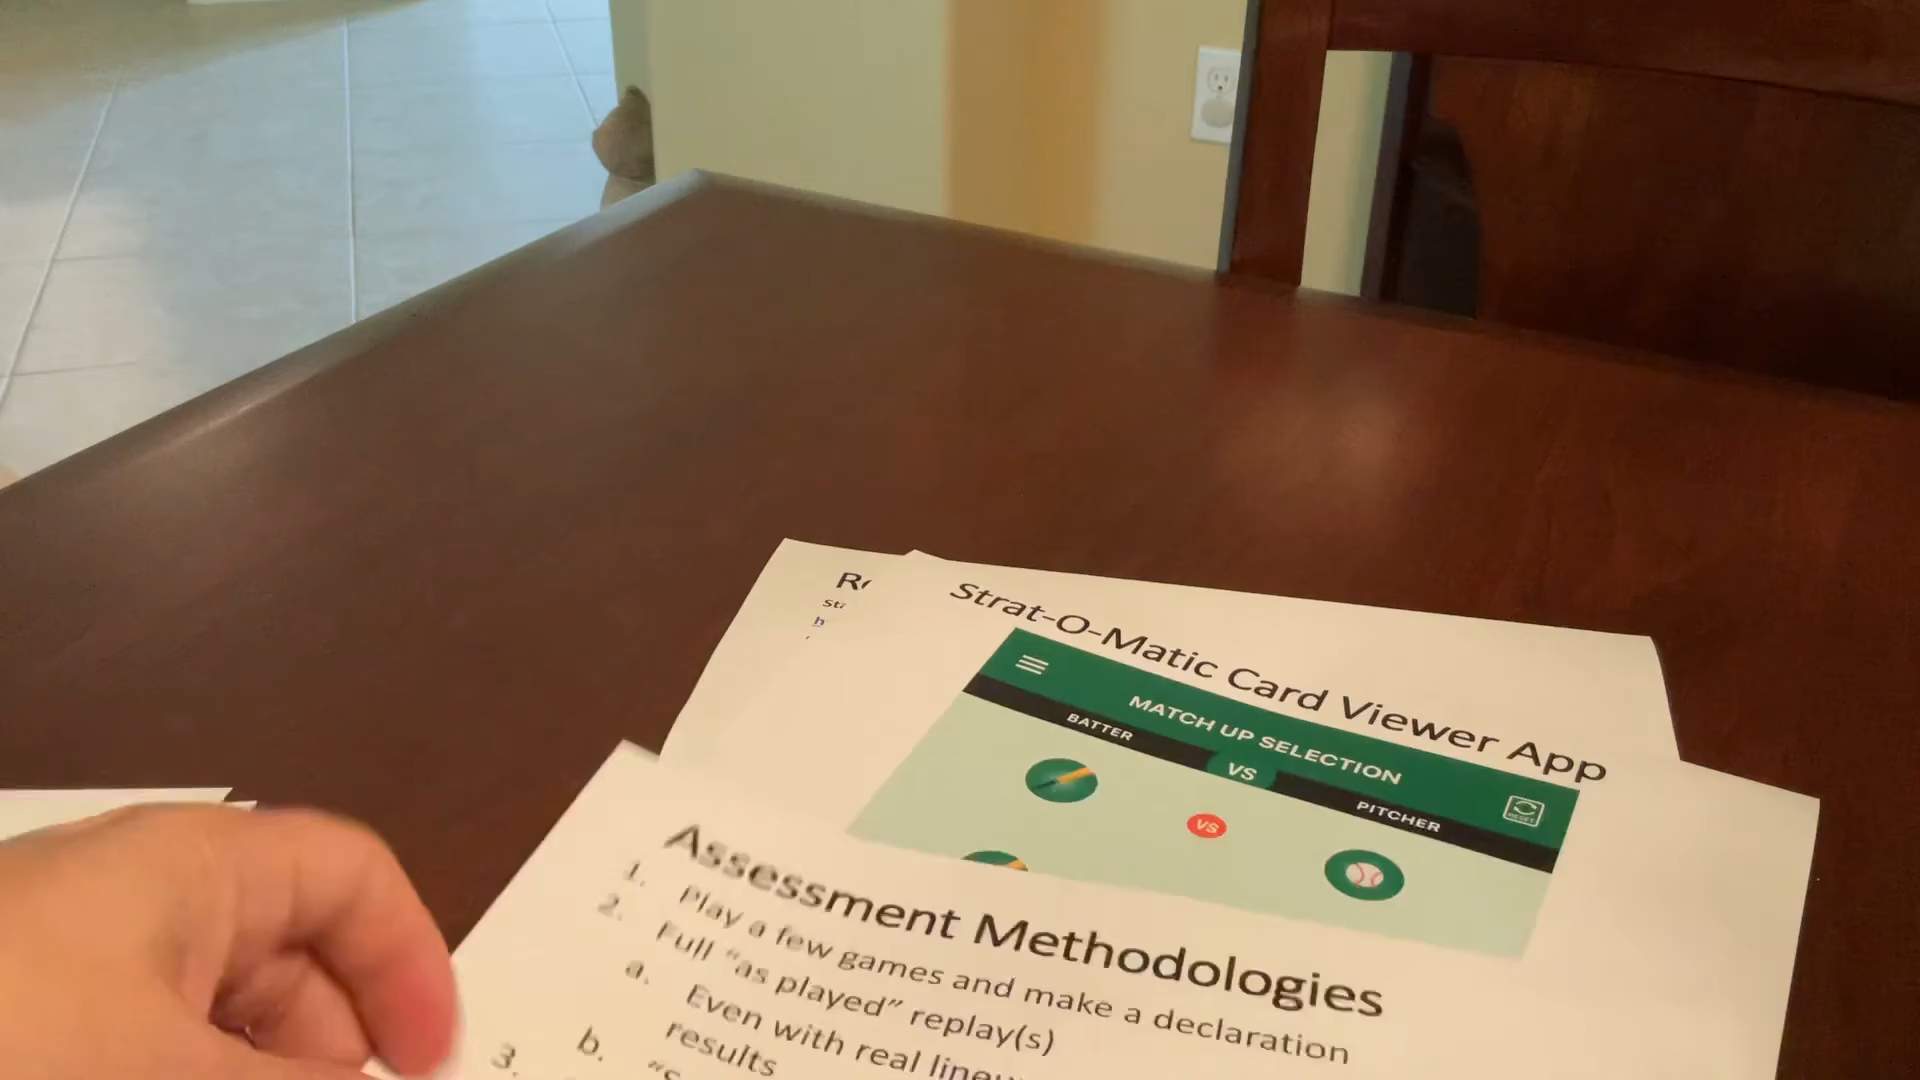 Strat-O-Matic Card Viewer App
MATCH UP SELECTION
BATTER
VS
PITCHER
RESET
VS
Assessment Methodologies
1. Play a few games and make a declaration
2. Full "as played" replay(s)
a. Even with real
results
b.
3.